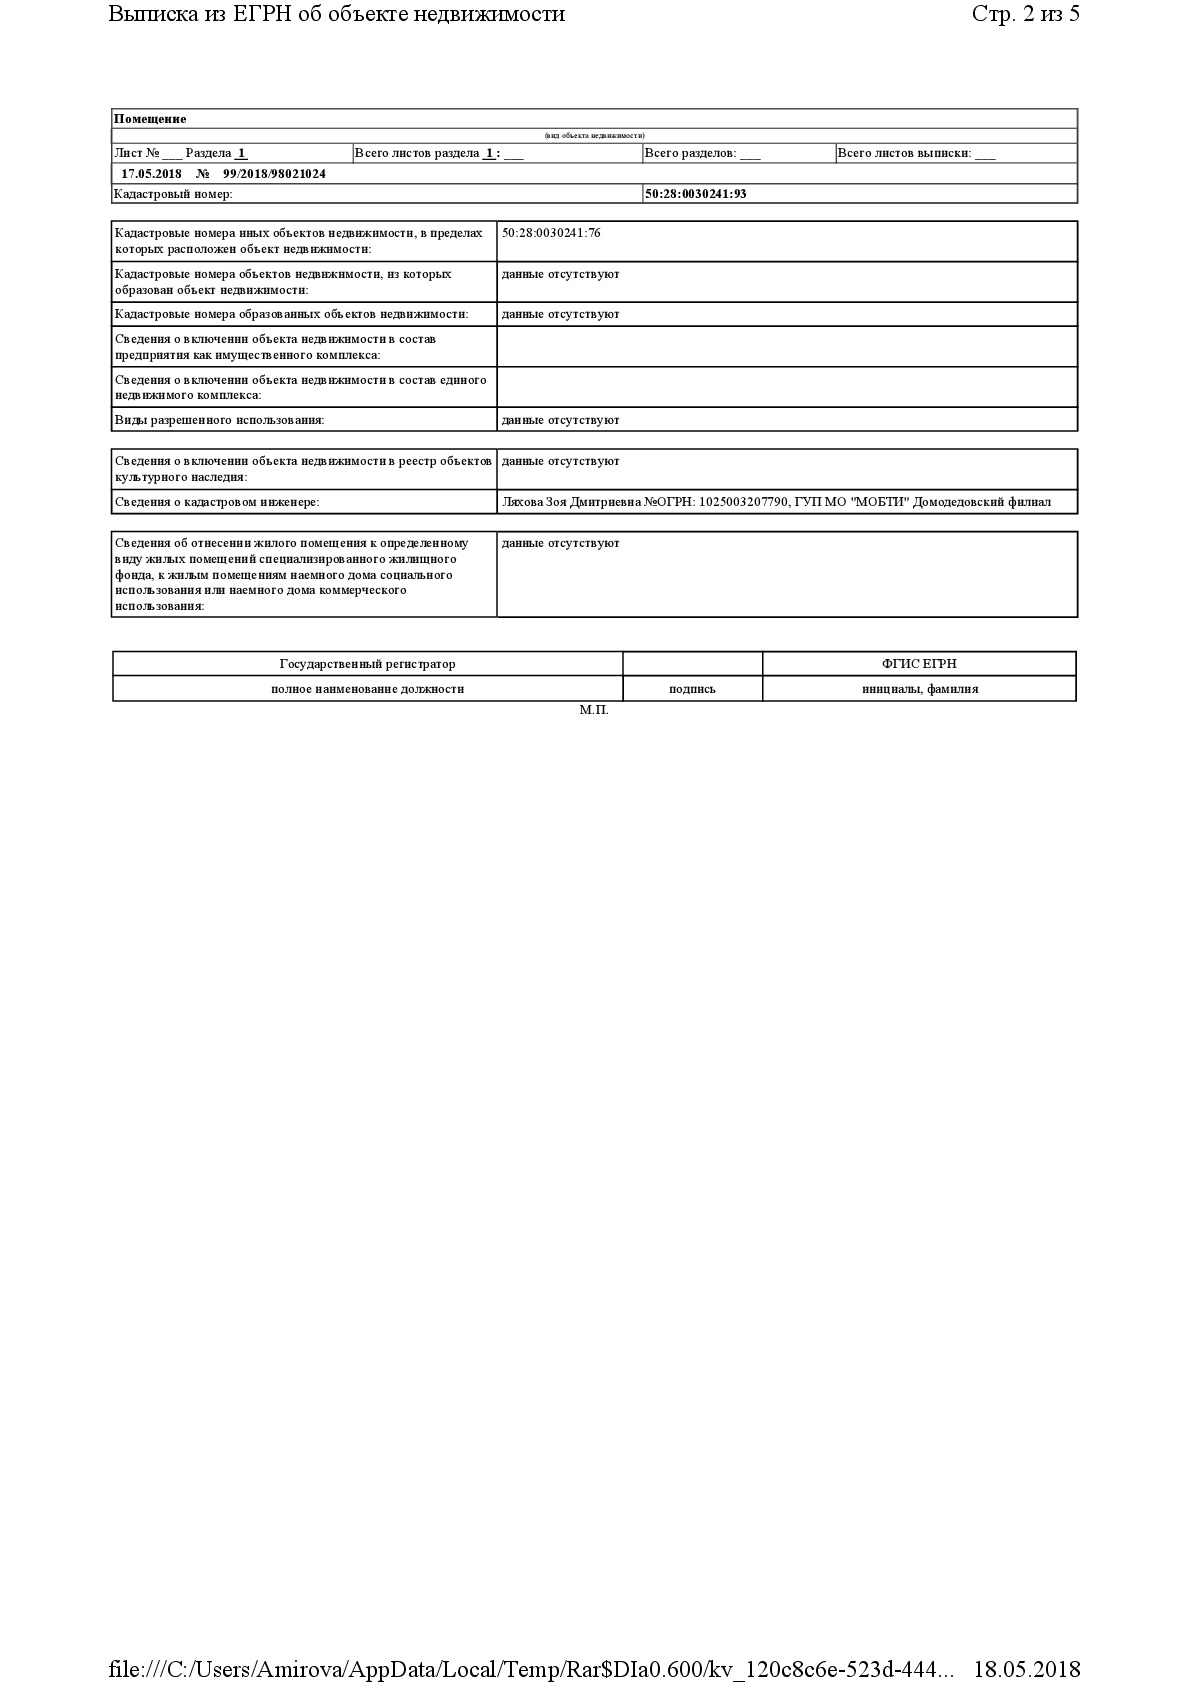 Выписка из ЕГРН об объекте недвижимости Стр. 2 из 5
Помещение
(вид объекта недвижимости)
Лист № ___ Раздела 1 Всего листов раздела 1 : ___ Всего разделов: ___ Всего листов выписки: ___
17.05.2018 № 99/2018/98021024
Кадастровый номер: 50:28:0030241:93
Кадастровые номера иных объектов недвижимости, в пределах 50:28:0030241:76
которых расположен объект недвижимости:
Кадастровые номера объектов недвижимости, из которых данные отсутствуют
образован объект недвижимости:
Кадастровые номера образованных объектов недвижимости: данные отсутствуют
Сведения о включении объекта недвижимости в состав
предприятия как имущественного комплекса:
Сведения о включении объекта недвижимости в состав единого
недвижимого комплекса:
Виды разрешенного использования: данные отсутствуют
Сведения о включении объекта недвижимости в реестр объектов данные отсутствуют
культурного наследия:
Сведения о кадастровом инженере: Ляхова Зоя Дмитриевна №ОГРН: 1025003207790, ГУП МО "МОБТИ" Домодедовский филиал
Сведения об отнесении жилого помещения к определенному данные отсутствуют
виду жилых помещений специализированного жилищного
фонда, к жилым помещениям наемного дома социального
использования или наемного дома коммерческого
использования:
Государственный регистратор ФГИС ЕГРН
полное наименование должности подпись инициалы, фамилия
М.П.
file:///C:/Users/Amirova/AppData/Local/Temp/Rar$DIa0.600/kv_120c8c6e-523d-444... 18.05.2018